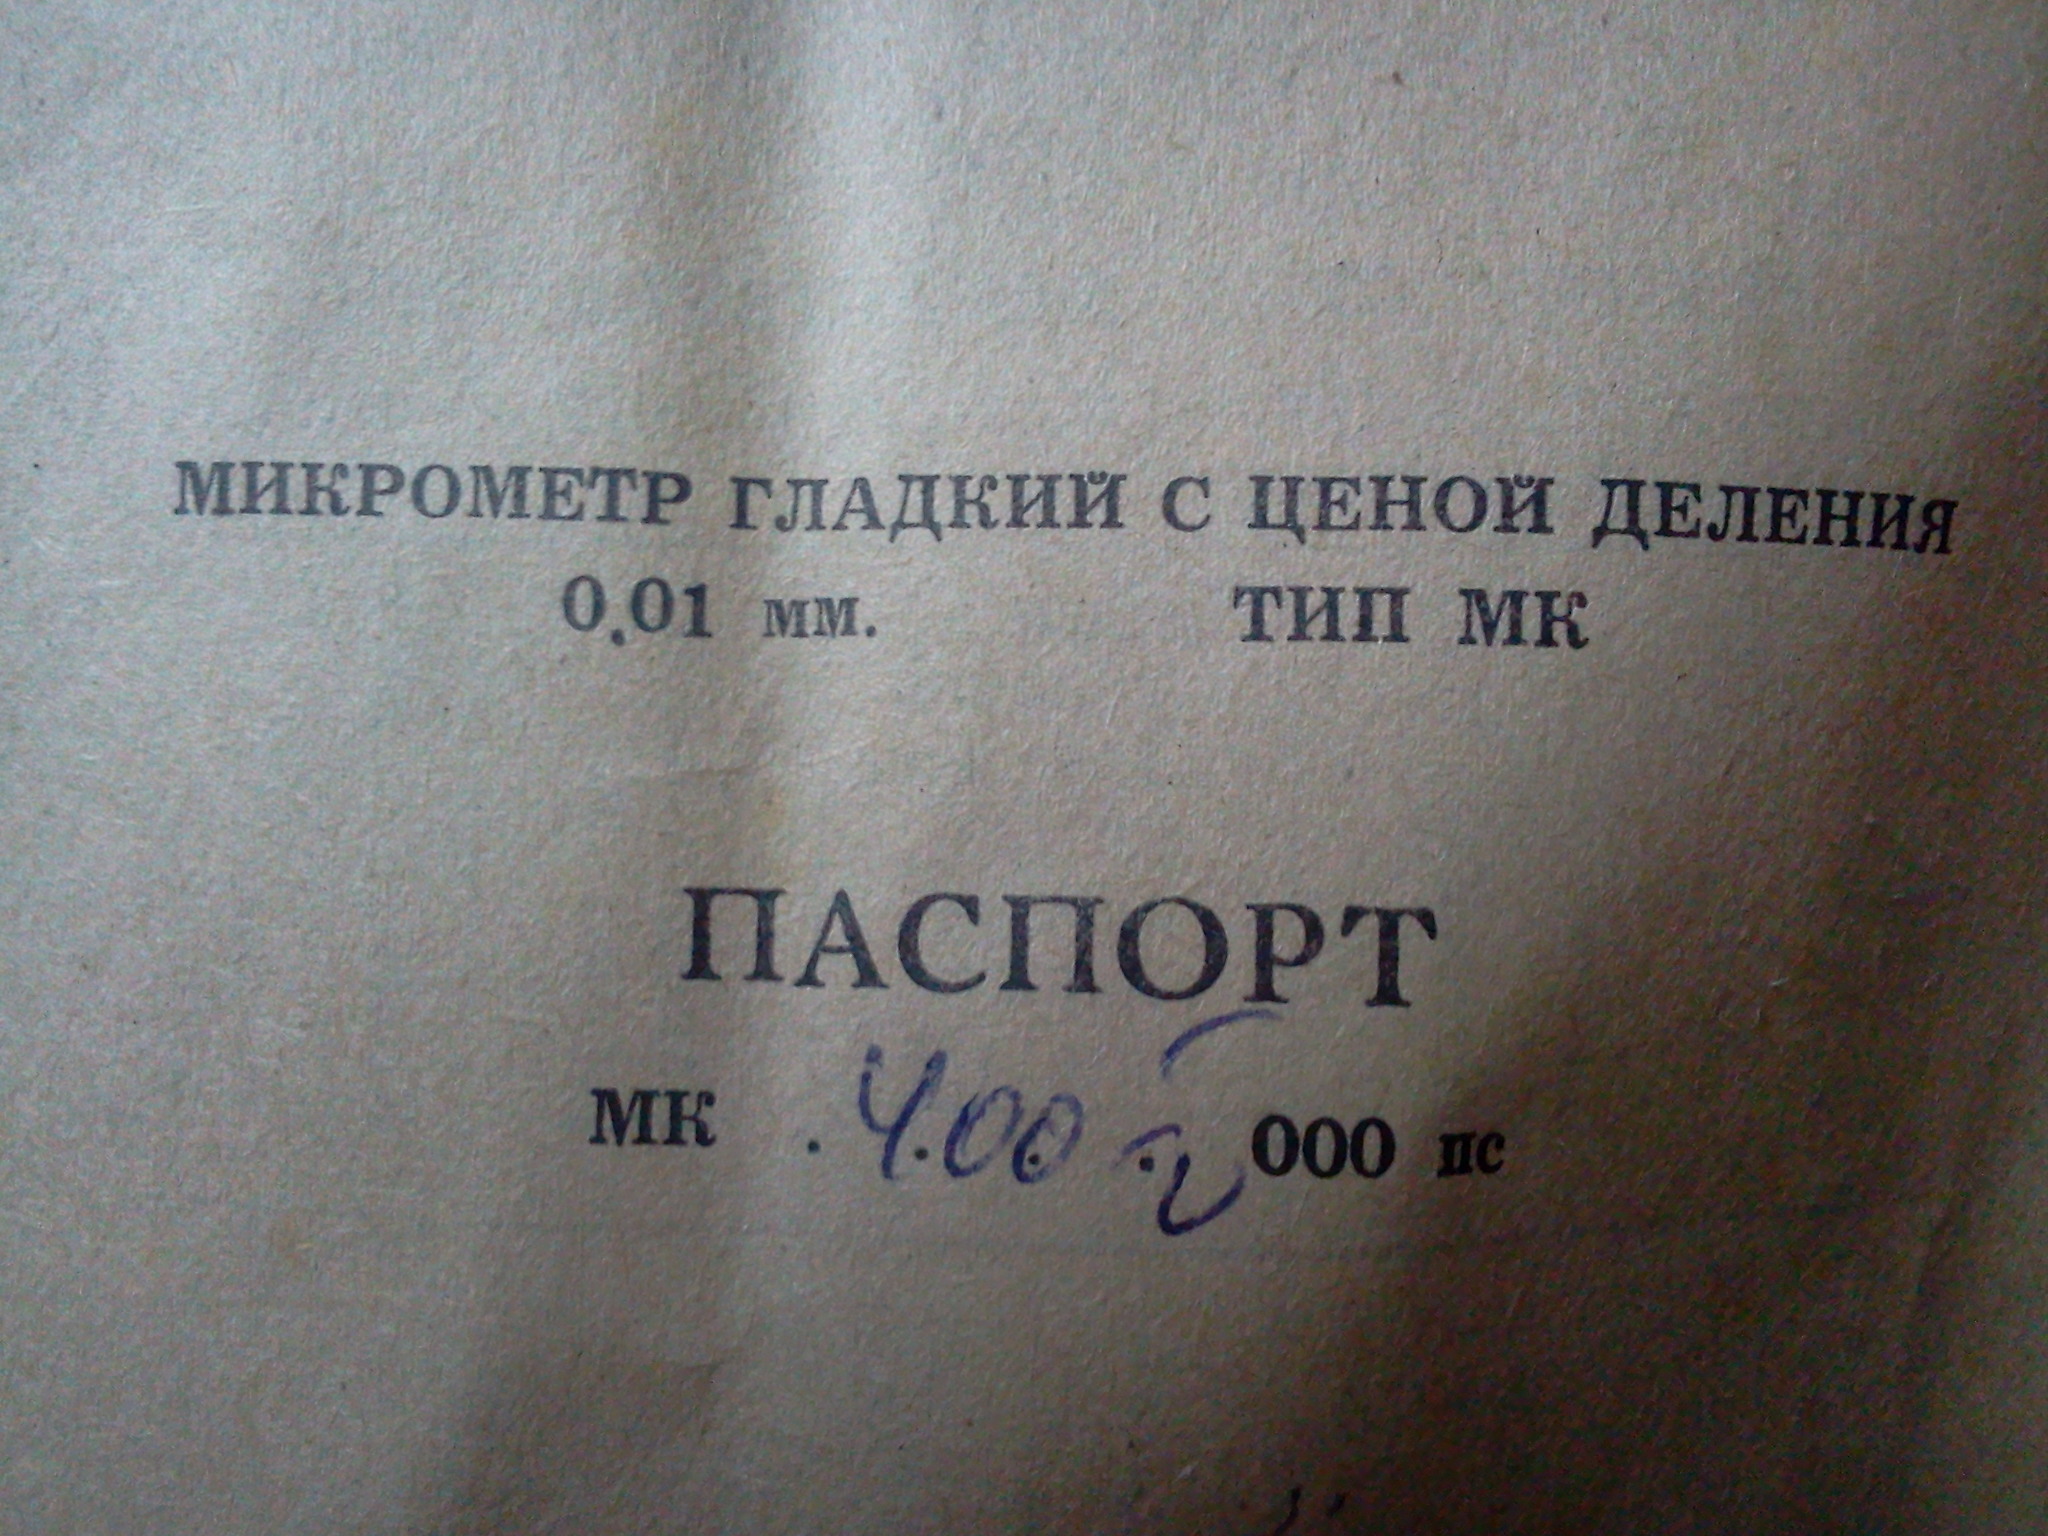 МИКРОМЕТР ГЛАДКИЙ С ЦЕНОЙ ДЕЛЕНИЯ
0.01 мм. ТИП МК
ПАСПОРТ
МК .400. 000 пс